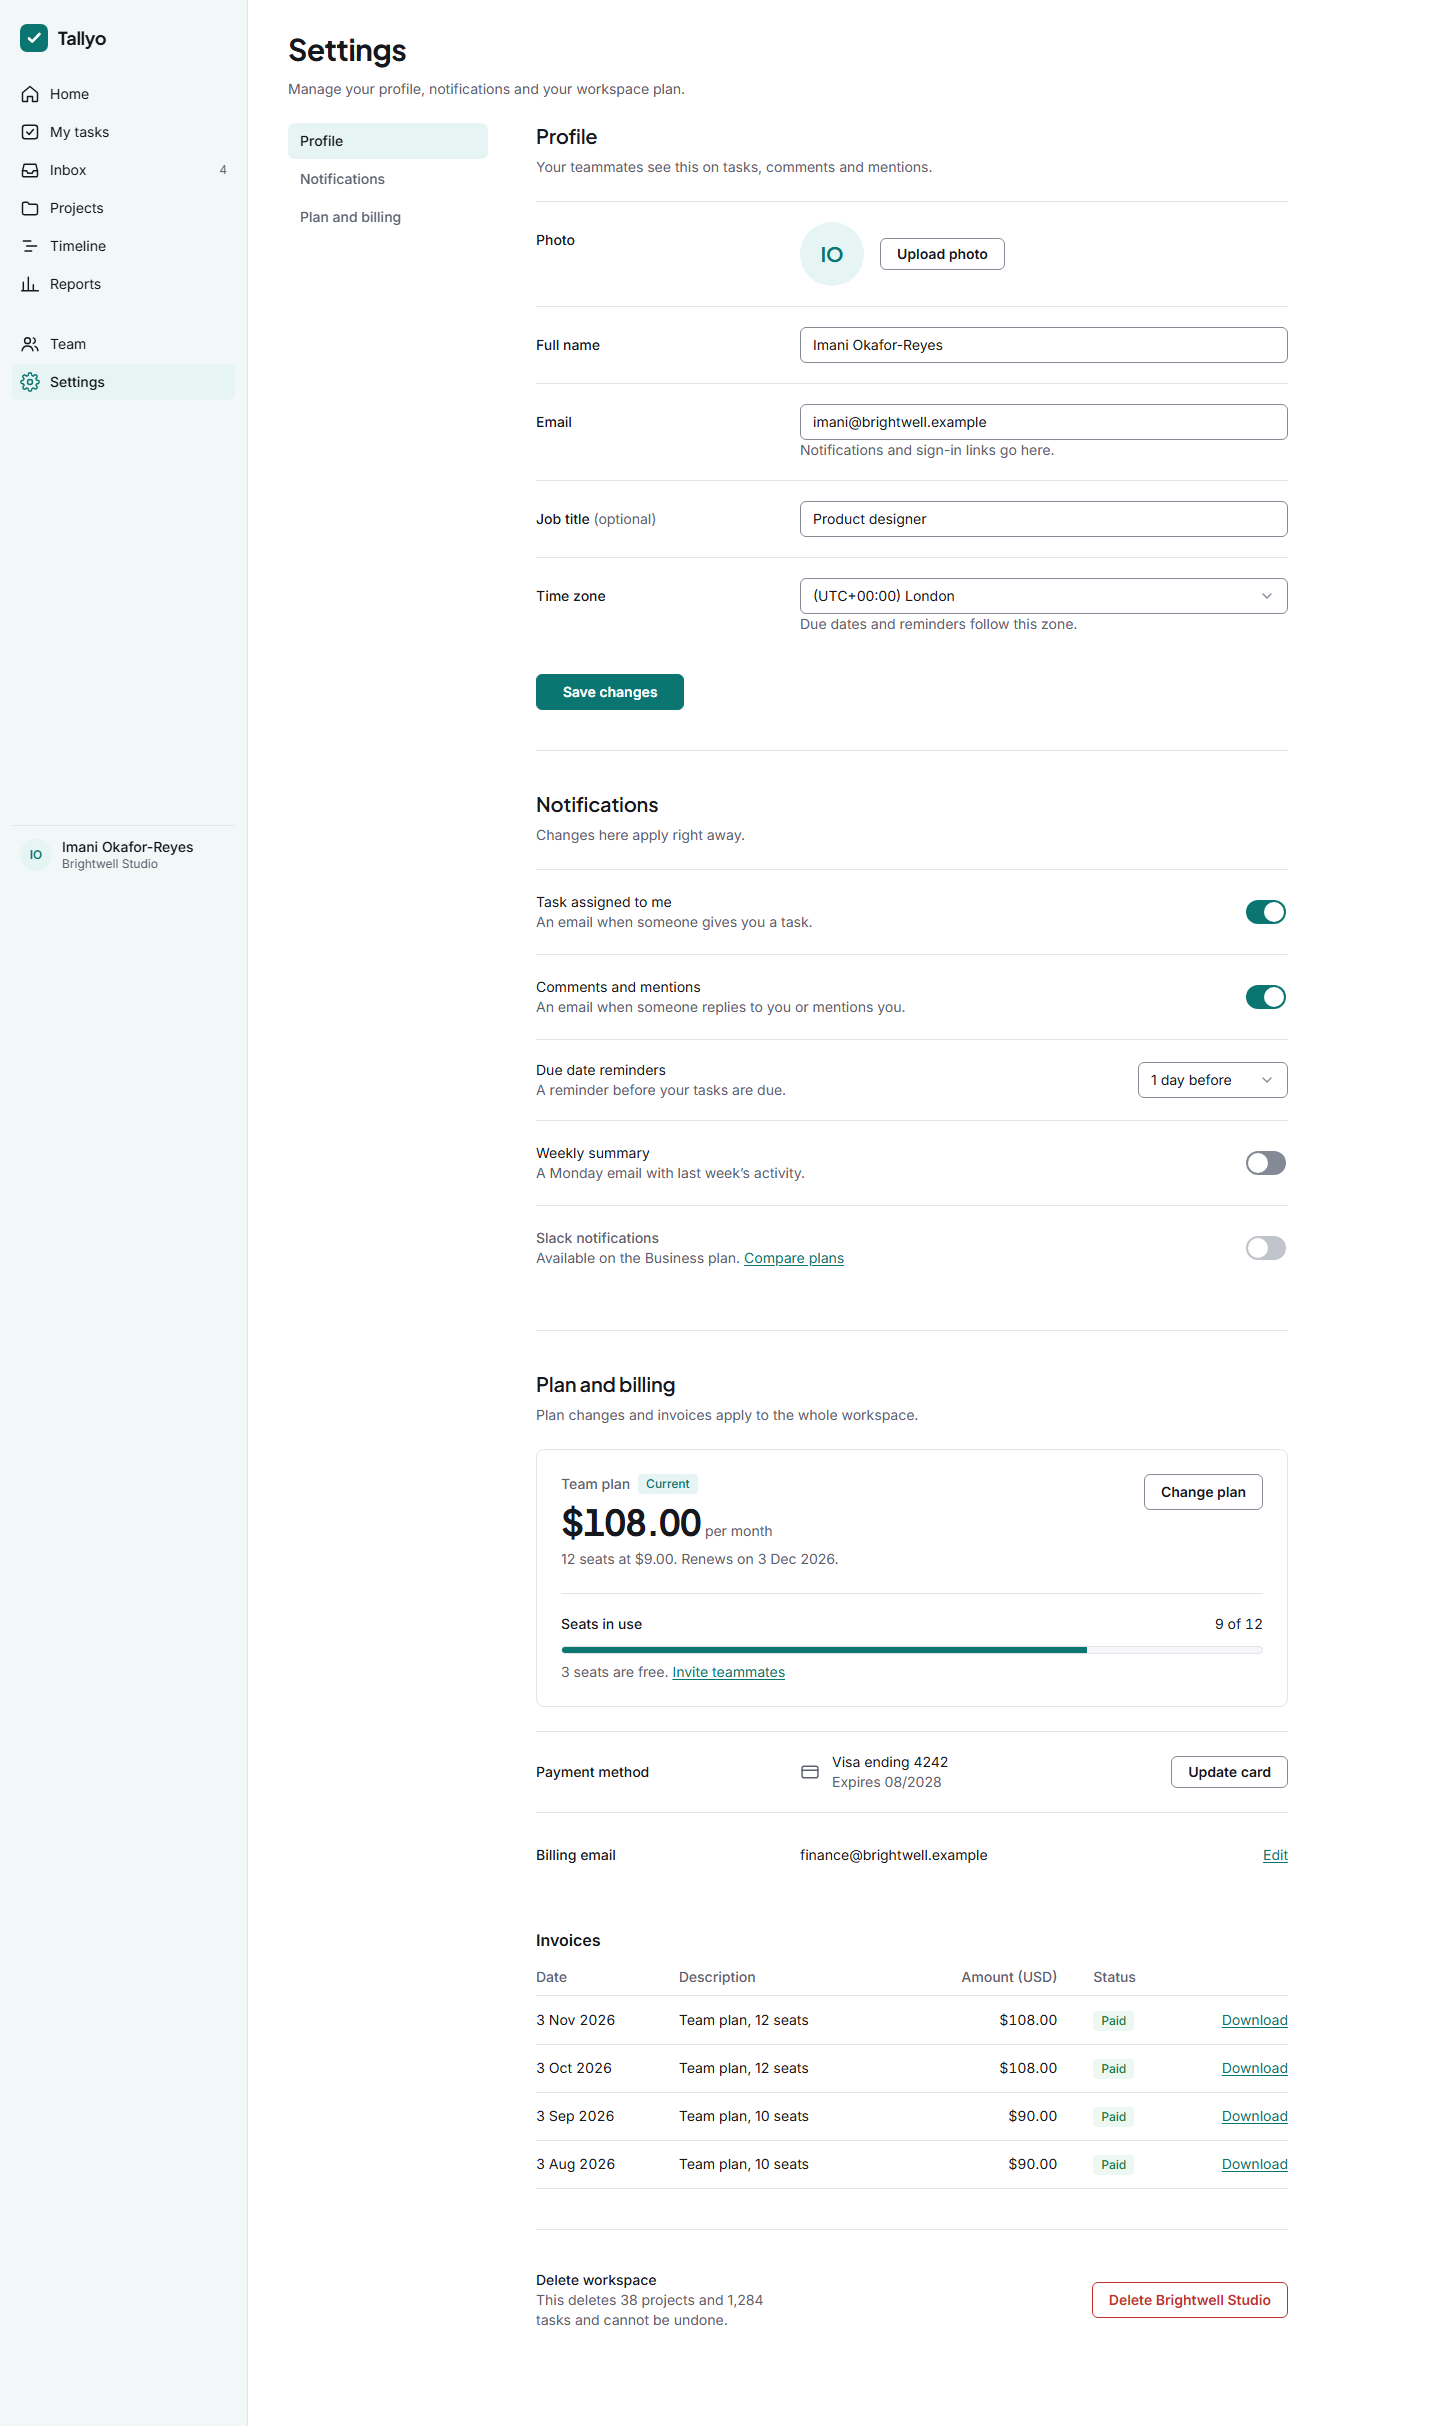 Tallyo
Home
My tasks
Inbox 4
Projects
Timeline
Reports
Team
Settings
IO
Imani Okafor-Reyes
Brightwell Studio
Settings
Manage your profile, notifications and your workspace plan.
Profile
Notifications
Plan and billing
Profile
Your teammates see this on tasks, comments and mentions.
Photo
IO
Upload photo
Full name
Imani Okafor-Reyes
Email
imani@brightwell.example
Notifications and sign-in links go here.
Job title (optional)
Product designer
Time zone
(UTC+00:00) London
Due dates and reminders follow this zone.
Save changes
Notifications
Changes here apply right away.
Task assigned to me
An email when someone gives you a task.
Comments and mentions
An email when someone replies to you or mentions you.
Due date reminders
A reminder before your tasks are due.
1 day before
Weekly summary
A Monday email with last week’s activity.
Slack notifications
Available on the Business plan. Compare plans
Plan and billing
Plan changes and invoices apply to the whole workspace.
Team plan Current
Change plan
$108.00 per month
12 seats at $9.00. Renews on 3 Dec 2026.
Seats in use 9 of 12
3 seats are free. Invite teammates
Payment method
Visa ending 4242
Expires 08/2028
Update card
Billing email finance@brightwell.example Edit
Invoices
Date Description Amount (USD) Status
3 Nov 2026 Team plan, 12 seats $108.00 Paid Download
3 Oct 2026 Team plan, 12 seats $108.00 Paid Download
3 Sep 2026 Team plan, 10 seats $90.00 Paid Download
3 Aug 2026 Team plan, 10 seats $90.00 Paid Download
Delete workspace
This deletes 38 projects and 1,284
tasks and cannot be undone.
Delete Brightwell Studio